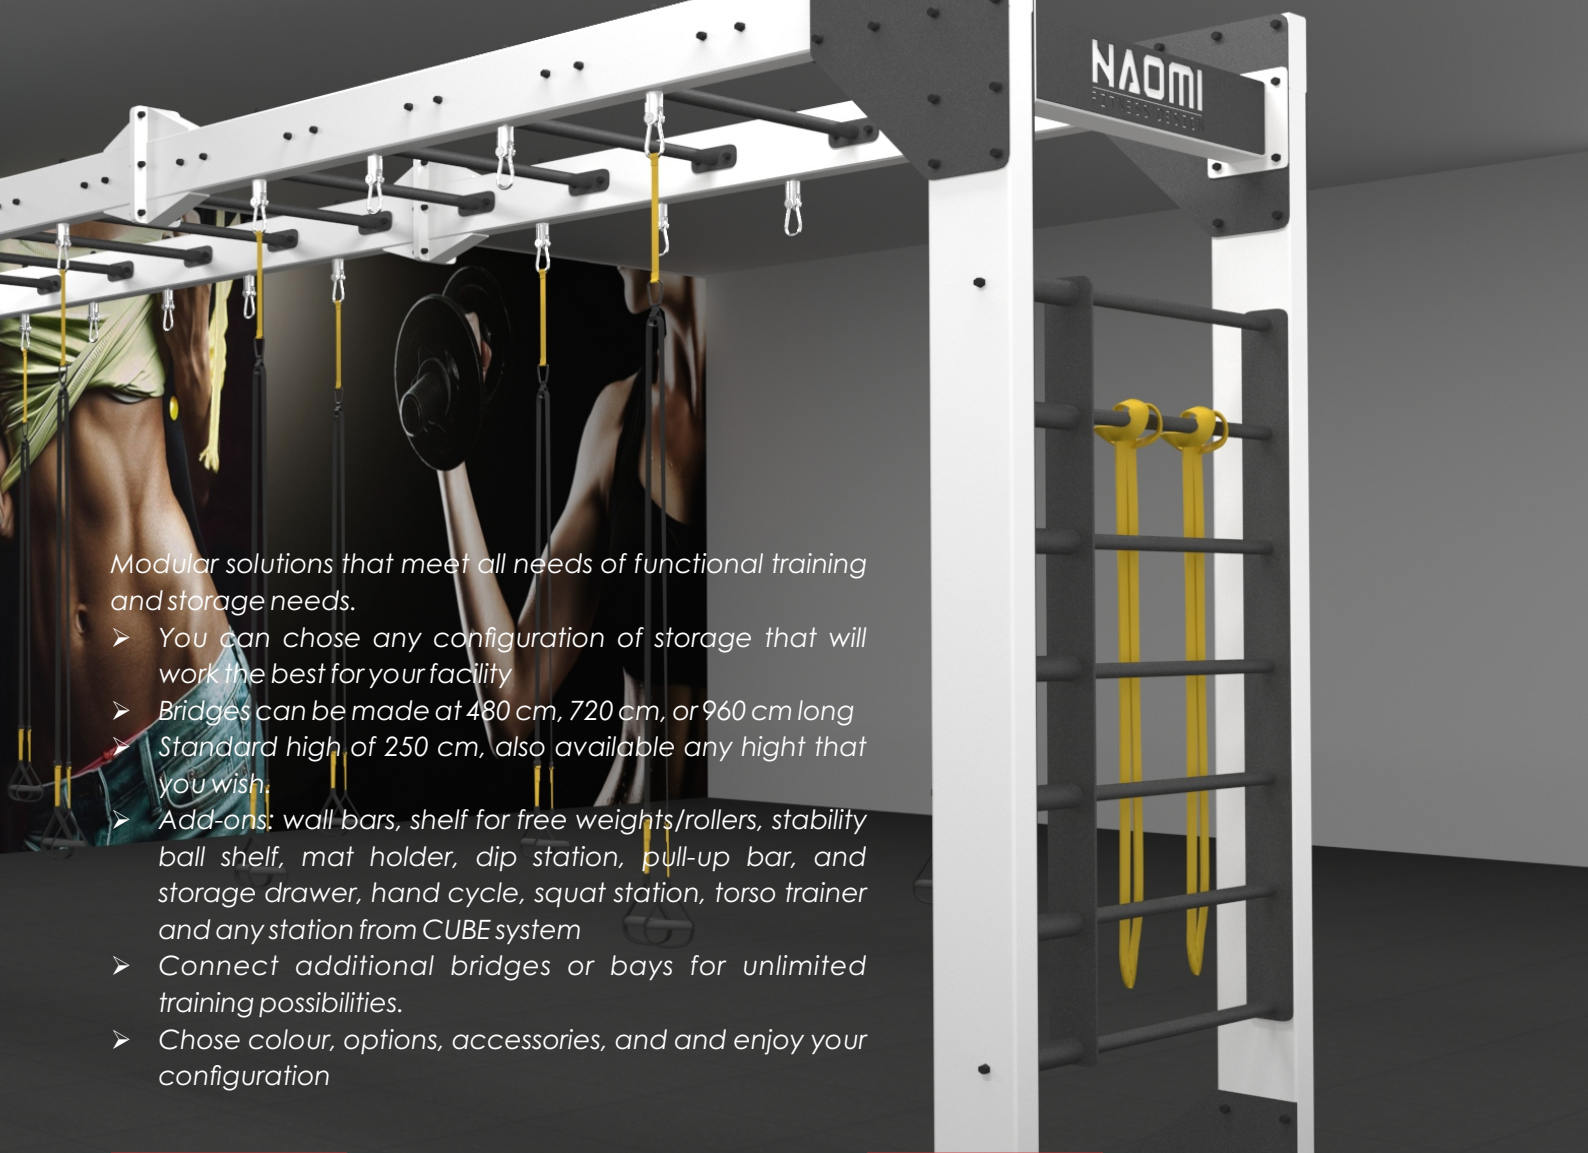 NAOMI
FITNESS DESIGN
Modular solutions that meet all needs of functional training
and storage needs.
➢ You can chose any configuration of storage that will
work the best for your facility
➢ Bridges can be made at 480 cm, 720 cm, or 960 cm long
➢ Standard high of 250 cm, also available any hight that
you wish.
➢ Add-ons: wall bars, shelf for free weights/rollers, stability
ball shelf, mat holder, dip station, pull-up bar, and
storage drawer, hand cycle, squat station, torso trainer
and any station from CUBE system
➢ Connect additional bridges or bays for unlimited
training possibilities.
➢ Chose colour, options, accessories, and and enjoy your
configuration